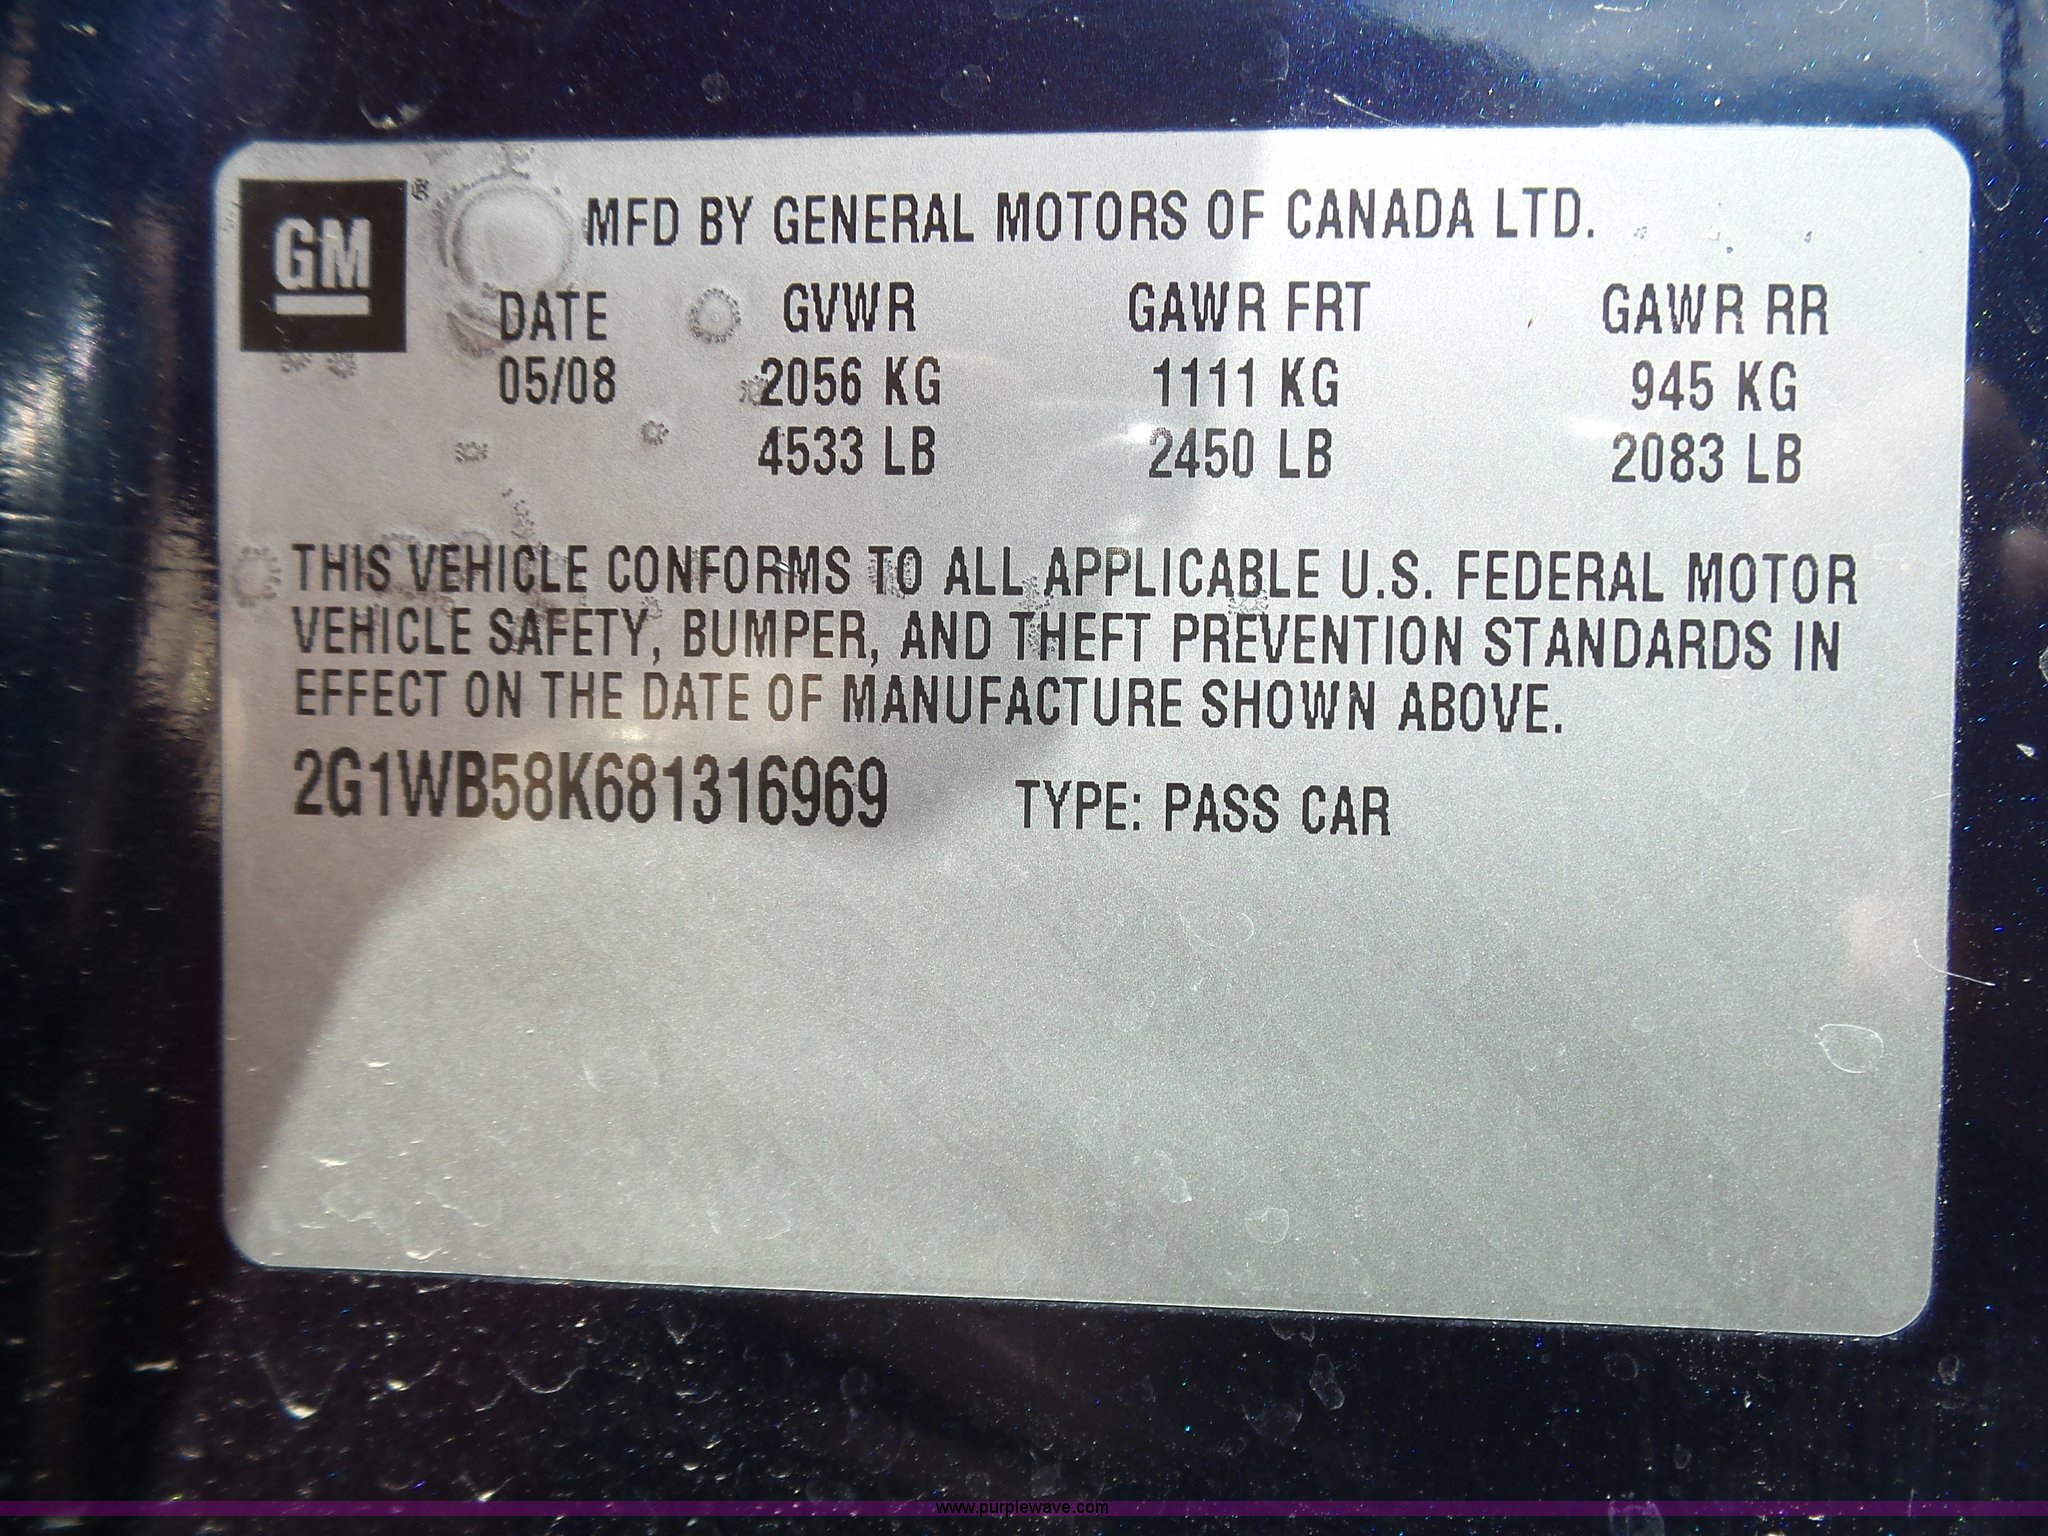 GM ®
MFD BY GENERAL MOTORS OF CANADA LTD.
DATE GVWR GAWR FRT GAWR RR
05/08 2056 KG 1111 KG 945 KG
4533 LB 2450 LB 2083 LB
THIS VEHICLE CONFORMS TO ALL APPLICABLE U.S. FEDERAL MOTOR
VEHICLE SAFETY, BUMPER, AND THEFT PREVENTION STANDARDS IN
EFFECT ON THE DATE OF MANUFACTURE SHOWN ABOVE.
2G1WB58K681316969 TYPE: PASS CAR
www.purplewave.com